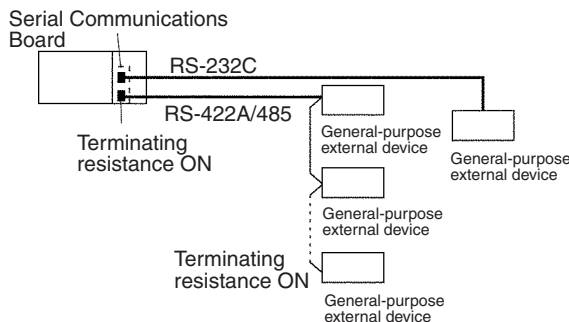 Serial Communications
Board
RS-232C
RS-422A/485
Terminating
resistance ON
General-purpose
external device
General-purpose
external device
General-purpose
external device
Terminating
resistance ON
General-purpose
external device